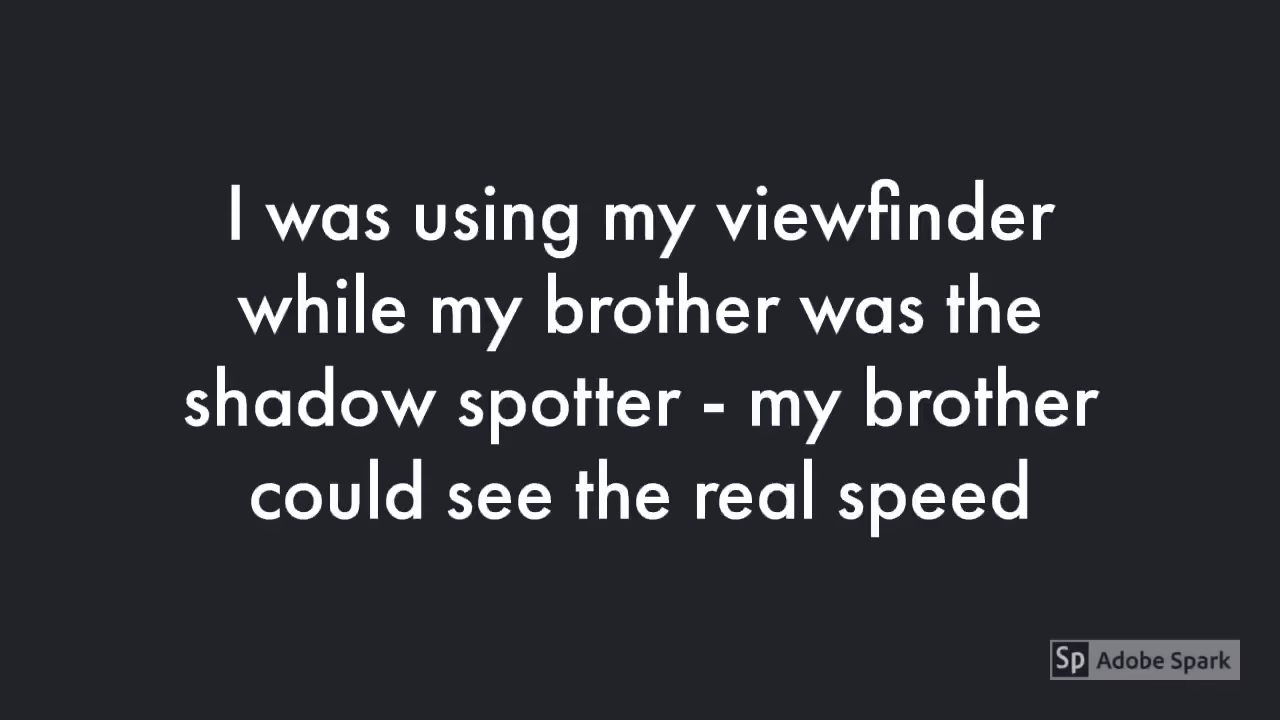 I was using my viewfinder
while my brother was the
shadow spotter - my brother
could see the real speed
Sp Adobe Spark